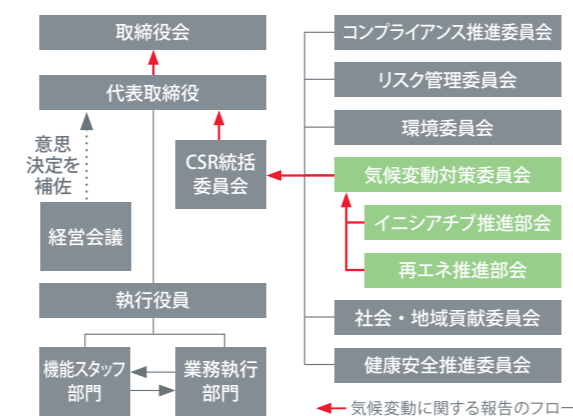 取締役会
代表取締役
意思
決定を
補佐
CSR統括
委員会
経営会議
執行役員
機能スタッフ
部門
業務執行
部門
コンプライアンス推進委員会
リスク管理委員会
環境委員会
気候変動対策委員会
イニシアチブ推進部会
再エネ推進部会
社会・地域貢献委員会
健康安全推進委員会
気候変動に関する報告のフロー